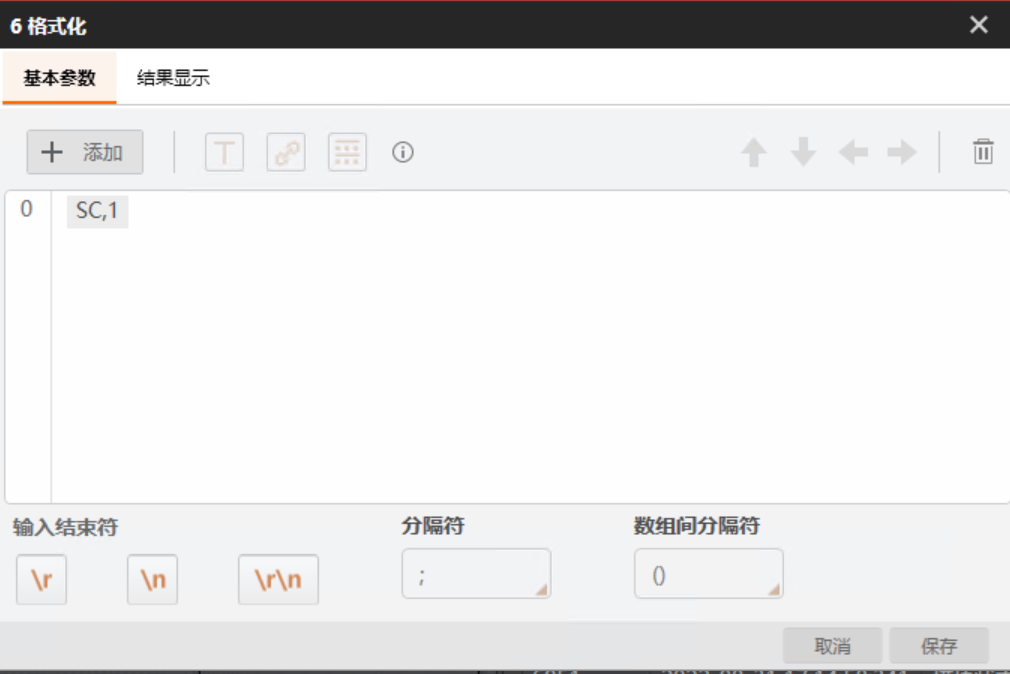 6 格式化
基本参数 结果显示
添加
0 SC,1
输入结束符 分隔符 数组间分隔符
\r \n \r\n ; ()
取消 保存